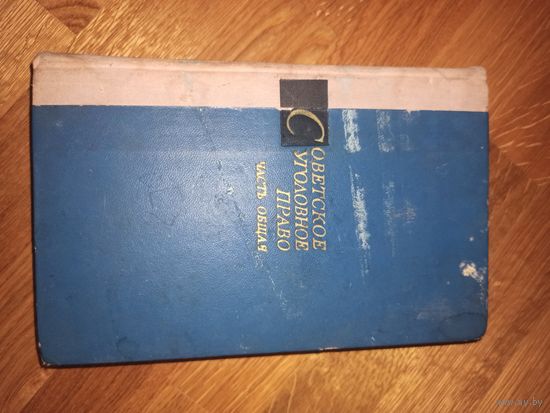 СОВЕТСКОЕ
УГОЛОВНОЕ
ПРАВО
ЧАСТЬ ОБЩАЯ
ay.by